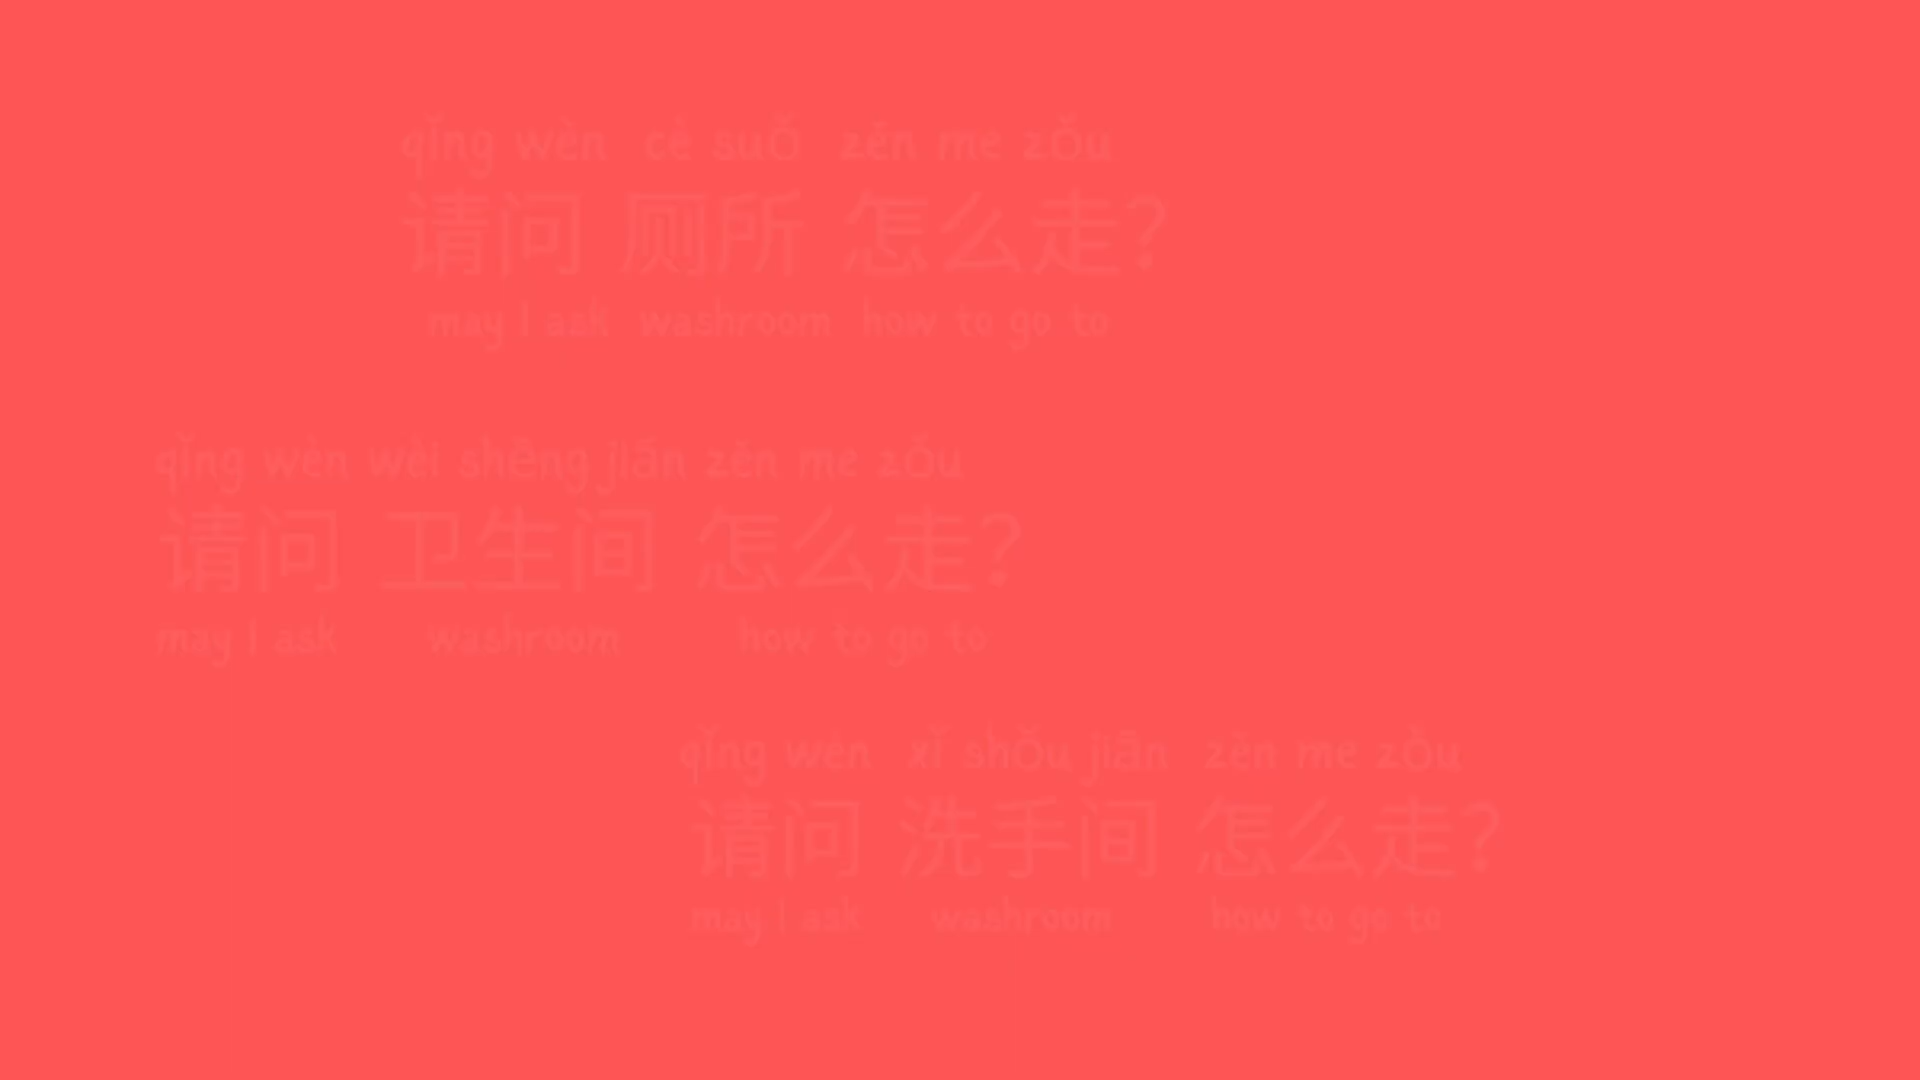 qǐng wèn cè suǒ zěn me zǒu
请问 厕所 怎么走?
may I ask washroom how to go to
qǐng wèn wèi shēng jiān zěn me zǒu
请问 卫生间 怎么走?
may I ask washroom how to go to
qǐng wèn xǐ shǒu jiān zěn me zǒu
请问 洗手间 怎么走?
may I ask washroom how to go to